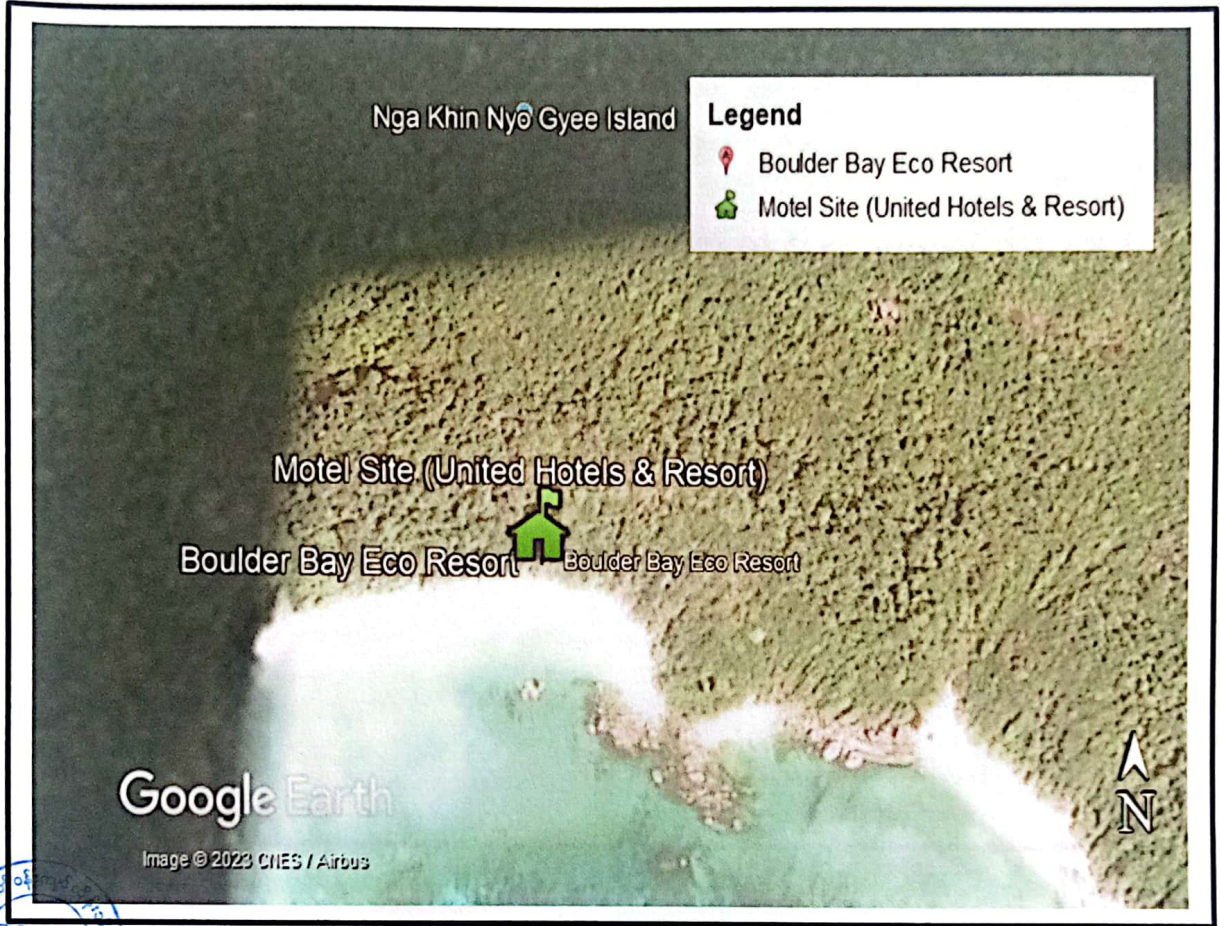 Nga Khin Nyo Gyee Island
Legend
Boulder Bay Eco Resort
Motel Site (United Hotels & Resort)
Motel Site (United Hotels & Resort)
Boulder Bay Eco Resort
Boulder Bay Eco Resort
Google Earth
Image © 2023 CNES / Airbus
N